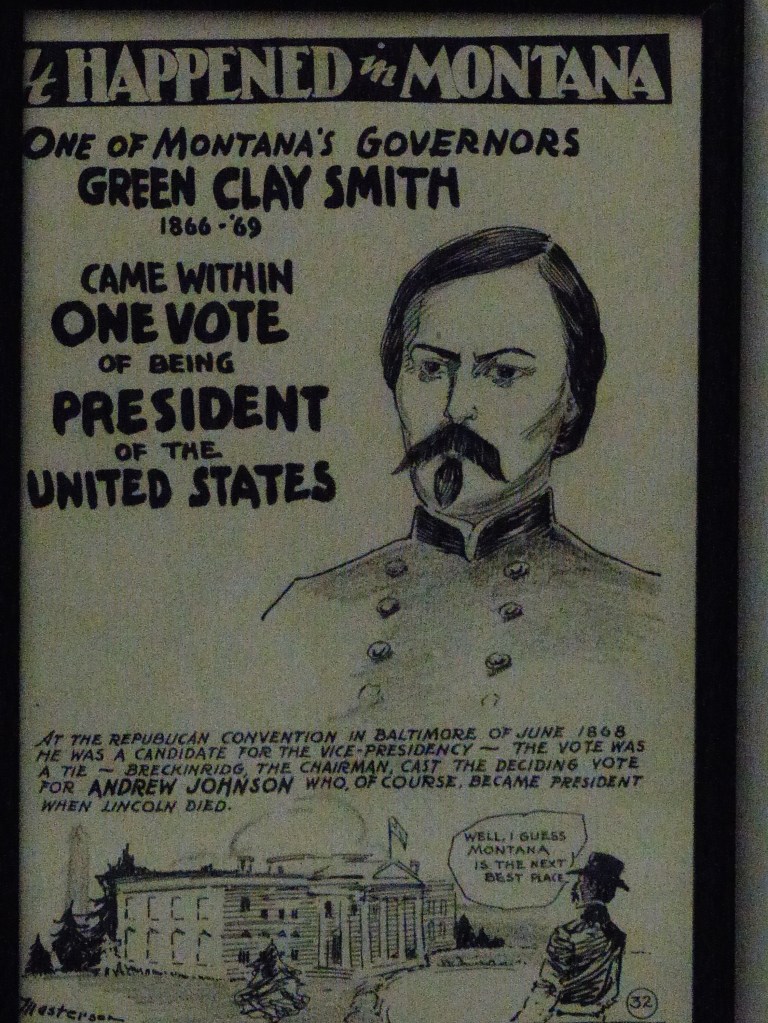 It HAPPENED in MONTANA
ONE OF MONTANA'S GOVERNORS
GREEN CLAY SMITH
1866-'69
CAME WITHIN
ONE VOTE
OF BEING
PRESIDENT
OF THE
UNITED STATES
AT THE REPUBLICAN CONVENTION IN BALTIMORE OF JUNE 1868
HE WAS A CANDIDATE FOR THE VICE-PRESIDENCY ~ THE VOTE WAS
A TIE ~ BRECKINRIDG, THE CHAIRMAN, CAST THE DECIDING VOTE
FOR ANDREW JOHNSON WHO, OF COURSE, BECAME PRESIDENT
WHEN LINCOLN DIED.
WELL, I GUESS
MONTANA
IS THE NEXT
BEST PLACE
Masterson
32